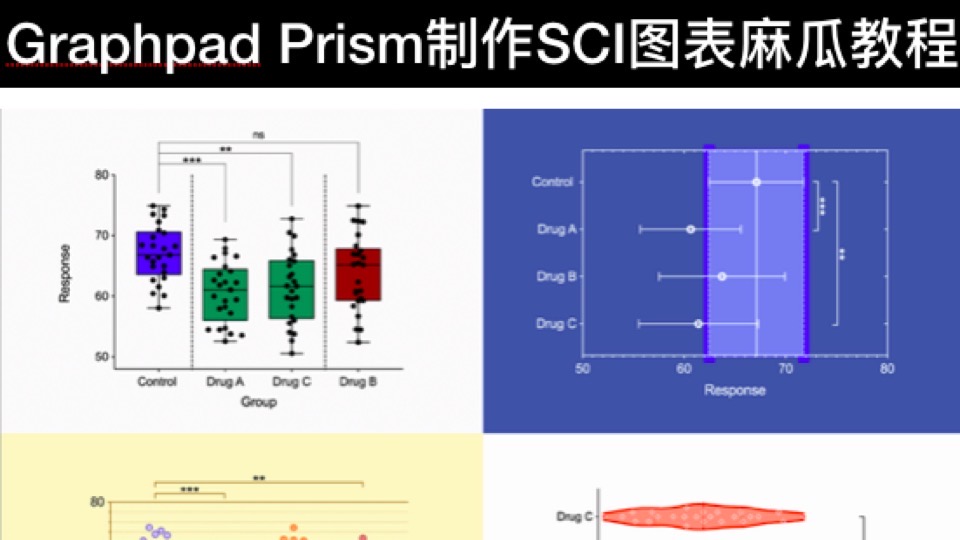 Graphpad Prism制作SCI图表麻瓜教程
ns
**
***
80
70
60
50
Response
Control Drug A Drug C Drug B
Group
Control
Drug A
Drug B
Drug C
***
**
50 60 70 80
Response
**
***
80
Drug C